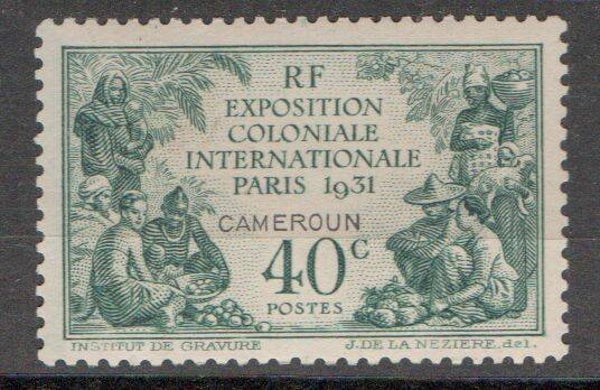 RF
EXPOSITION
COLONIALE
INTERNATIONALE
PARIS 1931
CAMEROUN
40c
POSTES
INSTITUT DE GRAVURE J. DE LA NEZIERE. del.